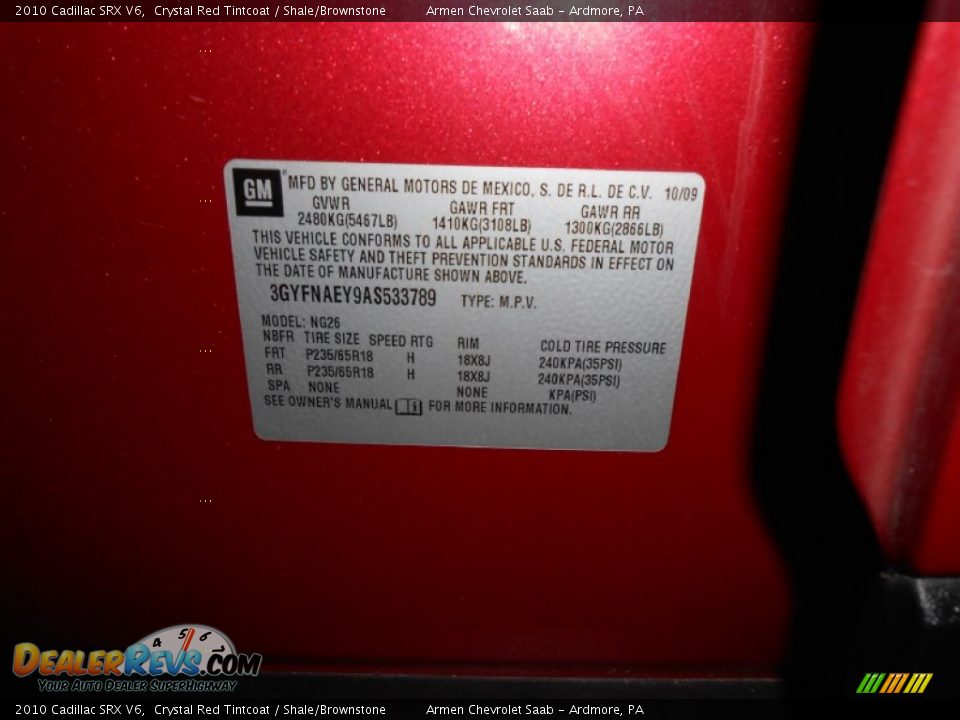 2010 Cadillac SRX V6, Crystal Red Tintcoat / Shale/Brownstone Armen Chevrolet Saab - Ardmore, PA
GM MFD BY GENERAL MOTORS DE MEXICO, S. DE R.L. DE C.V. 10/09
GVWR GAWR FRT GAWR RR
2480KG(5467LB) 1410KG(3108LB) 1300KG(2866LB)
THIS VEHICLE CONFORMS TO ALL APPLICABLE U.S. FEDERAL MOTOR
VEHICLE SAFETY AND THEFT PREVENTION STANDARDS IN EFFECT ON
THE DATE OF MANUFACTURE SHOWN ABOVE.
3GYFNAEY9AS533789 TYPE: M.P.V.
MODEL: NG26
NBFR TIRE SIZE SPEED RTG RIM COLD TIRE PRESSURE
FRT P235/65R18 H 18X8J 240KPA(35PSI)
RR P235/65R18 H 18X8J 240KPA(35PSI)
SPA NONE NONE KPA(PSI)
SEE OWNER'S MANUAL FOR MORE INFORMATION.
4 5 6 7
DEALERREVS.COM
YOUR AUTO DEALER SUPERHIGHWAY
2010 Cadillac SRX V6, Crystal Red Tintcoat / Shale/Brownstone Armen Chevrolet Saab - Ardmore, PA